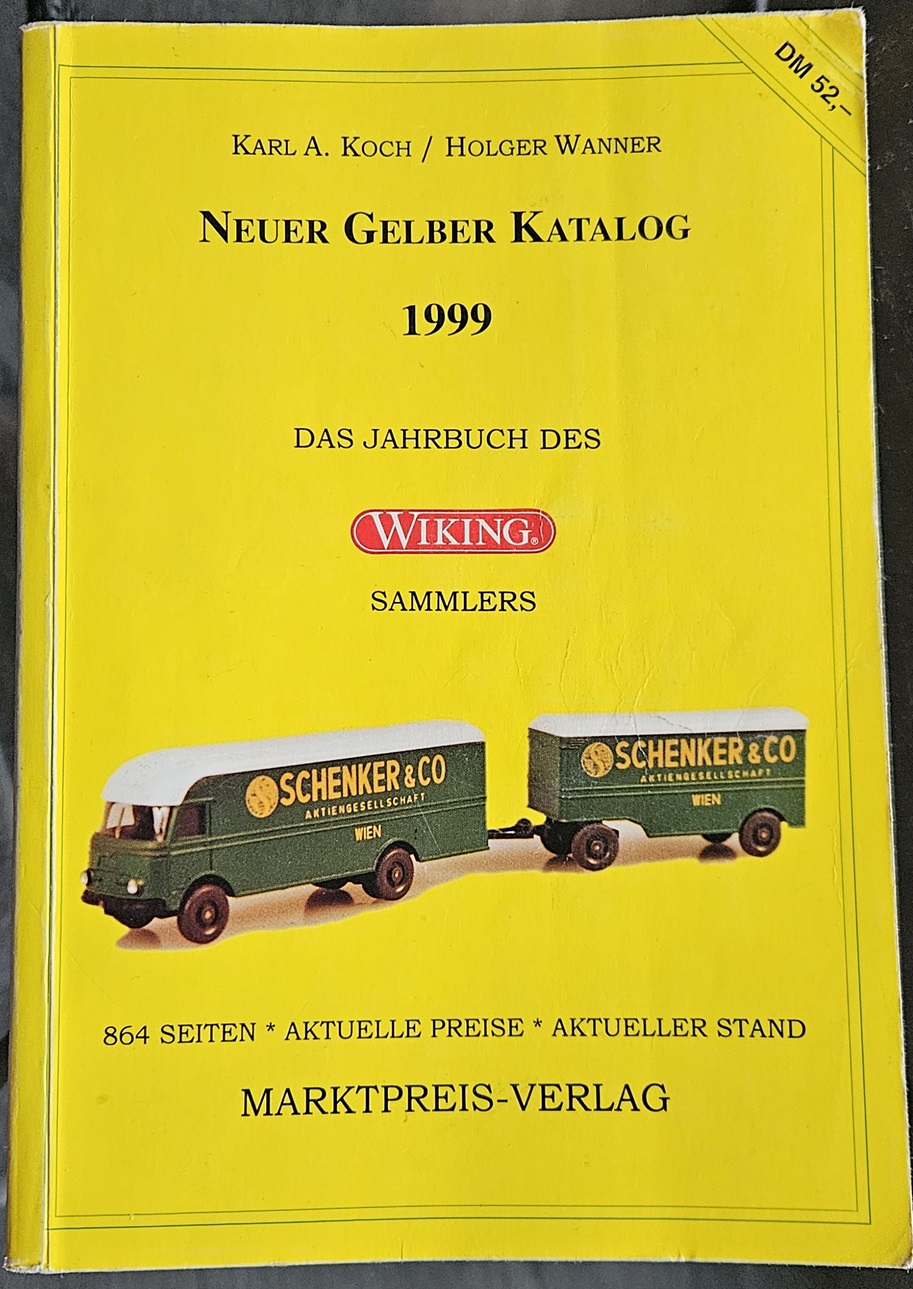 DM 52,-
KARL A. KOCH / HOLGER WANNER
NEUER GELBER KATALOG
1999
DAS JAHRBUCH DES
WIKING®
SAMMLERS
SCHENKER & CO
AKTIENGESELLSCHAFT
WIEN
SCHENKER & CO
AKTIENGESELLSCHAFT
WIEN
864 SEITEN * AKTUELLE PREISE * AKTUELLER STAND
MARKTPREIS-VERLAG